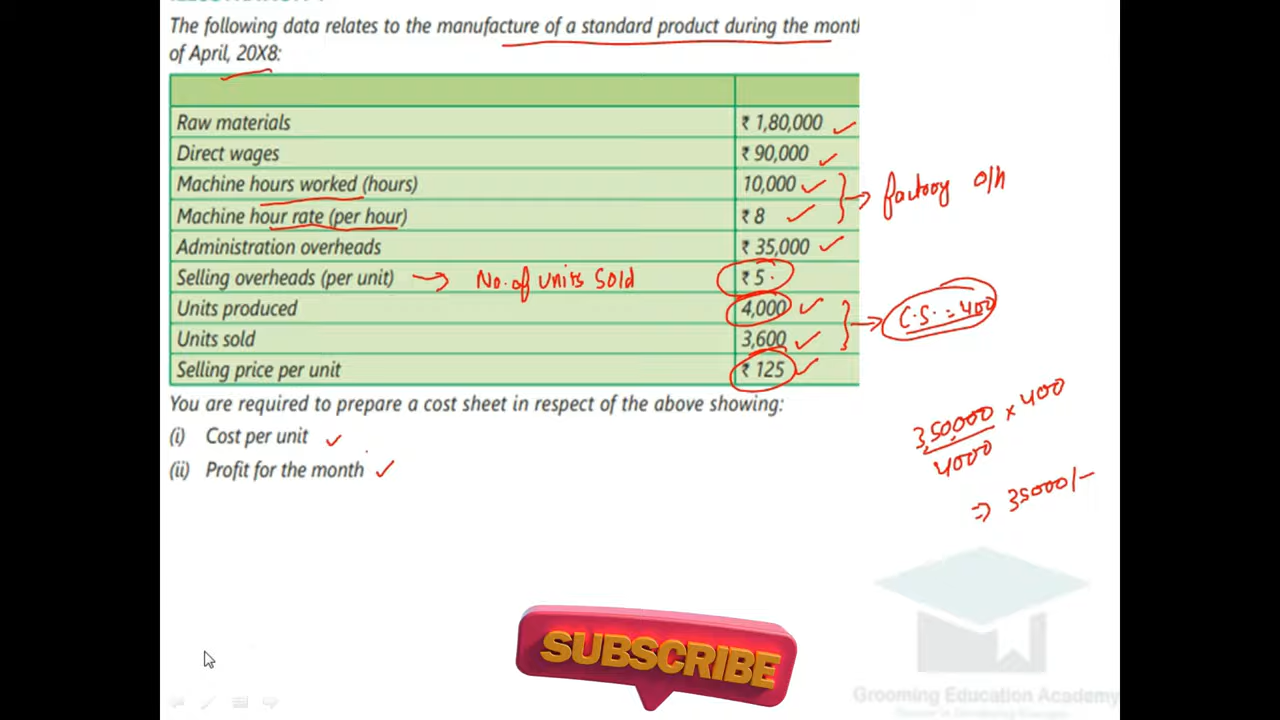 The following data relates to the manufacture of a standard product during the mont
of April, 20X8:
Raw materials ₹ 1,80,000
Direct wages ₹ 90,000
Machine hours worked (hours) 10,000
Machine hour rate (per hour) ₹ 8
factory o/h
Administration overheads ₹ 35,000
Selling overheads (per unit) → No. of units Sold ₹ 5
Units produced 4,000
C.S. = 400
Units sold 3,600
Selling price per unit ₹ 125
You are required to prepare a cost sheet in respect of the above showing:
(i) Cost per unit
(ii) Profit for the month
3,50,000 × 400
4000
⇒ 35000/-
SUBSCRIBE
Grooming Education Academy